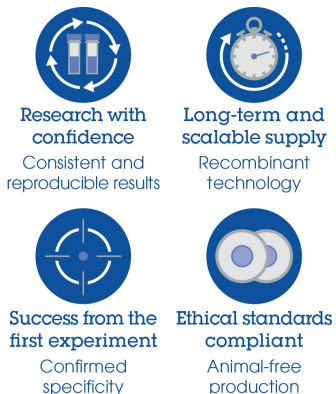 Research with
confidence
Consistent and
reproducible results
Long-term and
scalable supply
Recombinant
technology
Success from the
first experiment
Confirmed
specificity
Ethical standards
compliant
Animal-free
production